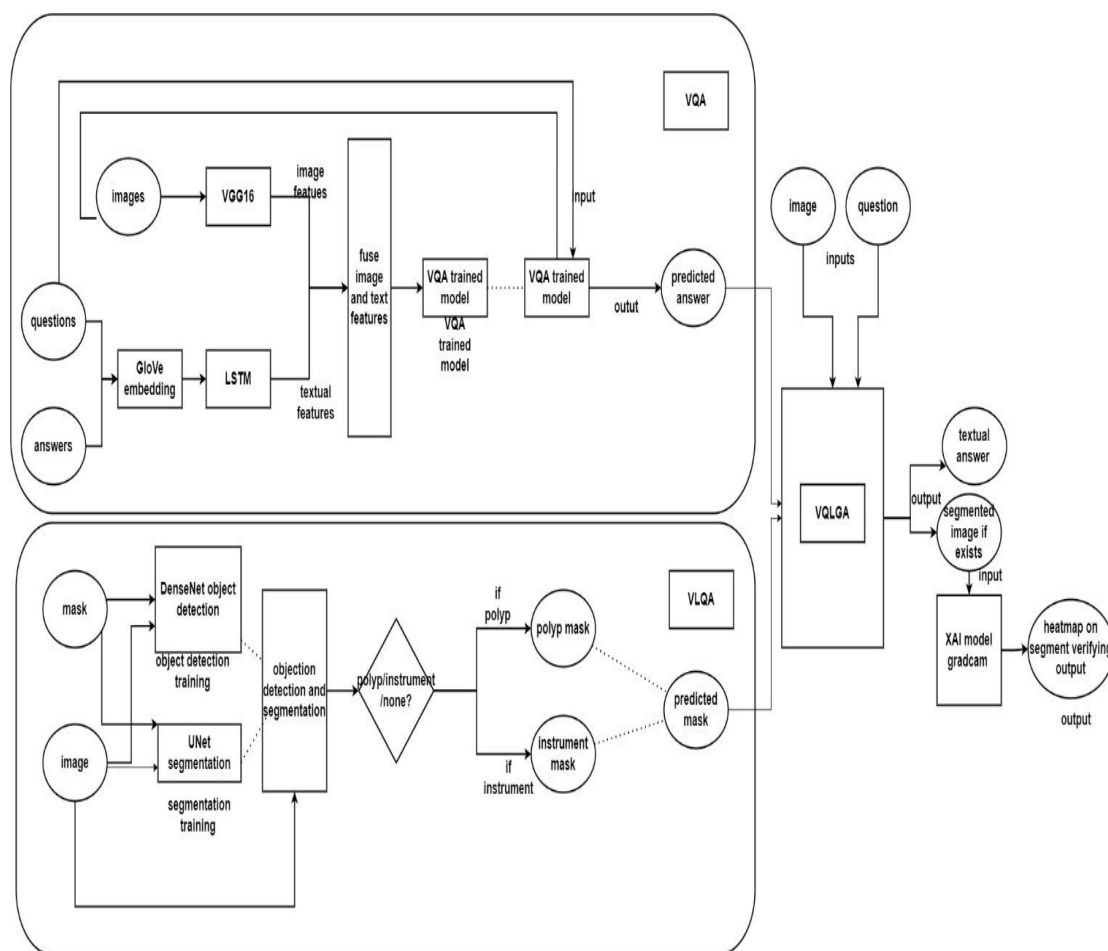 VQA
images
VGG16
image
featues
fuse
image
and text
features
input
VQA trained
model
VQA
trained
model
VQA trained
model
outut
predicted
answer
questions
GloVe
embedding
LSTM
textual
features
answers
image
question
inputs
VQLGA
output
textual
answer
segmented
image if
exists
input
XAI model
gradcam
heatmap on
segment verifying
output
output
VLQA
mask
DenseNet object
detection
object detection
training
image
UNet
segmentation
segmentation
training
objection
detection and
segmentation
polyp/instrument
/none?
if
polyp
polyp mask
if
instrument
instrument
mask
predicted
mask